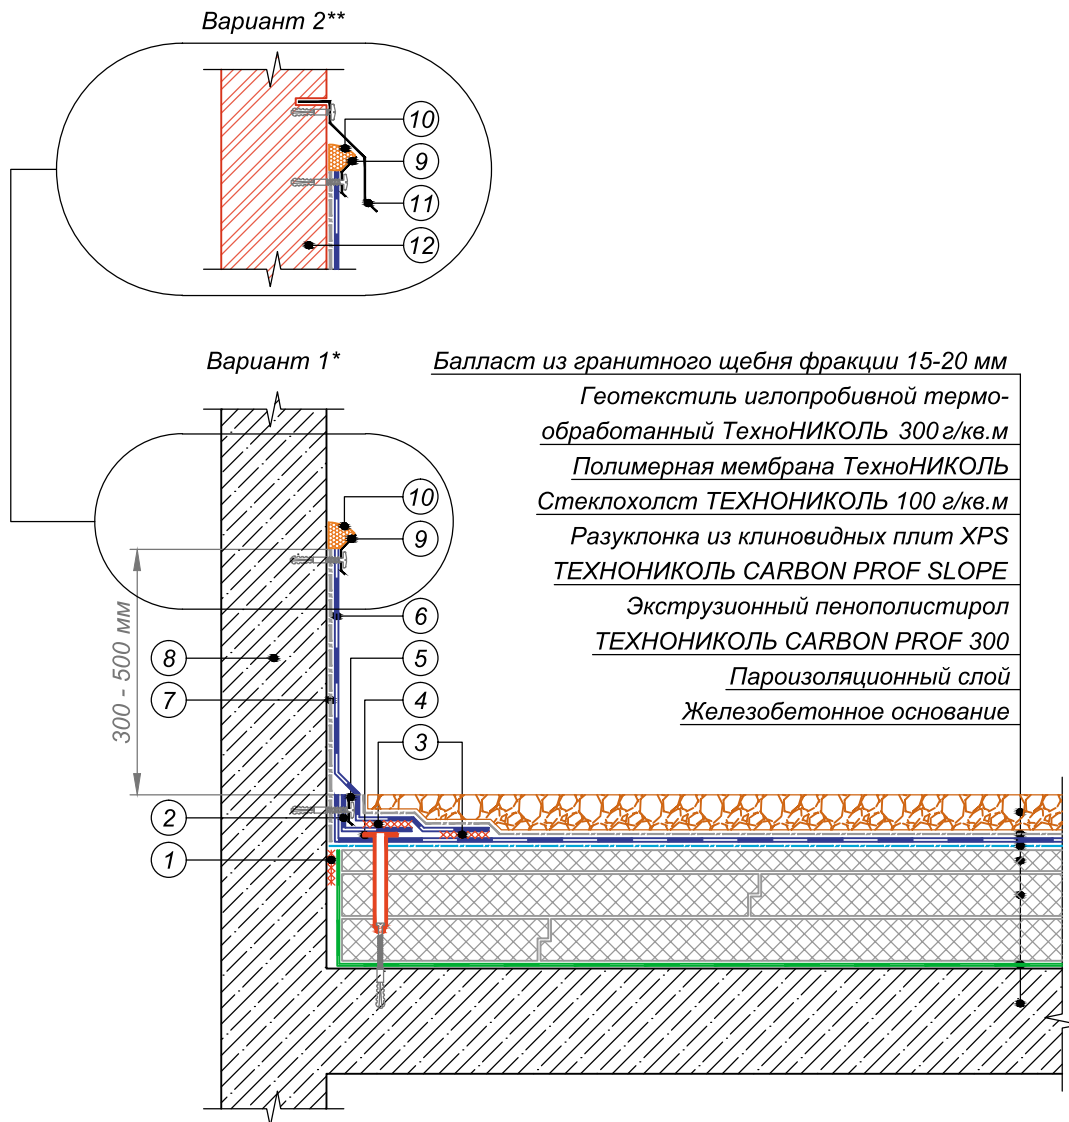 Вариант 2**
10
9
11
12
Вариант 1*
Балласт из гранитного щебня фракции 15-20 мм
Геотекстиль иглопробивной термо-
обработанный ТехноНИКОЛЬ 300 г/кв.м
Полимерная мембрана ТехноНИКОЛЬ
Стеклохолст ТЕХНОНИКОЛЬ 100 г/кв.м
Разуклонка из клиновидных плит XPS
ТЕХНОНИКОЛЬ CARBON PROF SLOPE
Экструзионный пенополистирол
ТЕХНОНИКОЛЬ CARBON PROF 300
Пароизоляционный слой
Железобетонное основание
10
9
6
5
4
3
8
7
300 - 500 мм
2
1